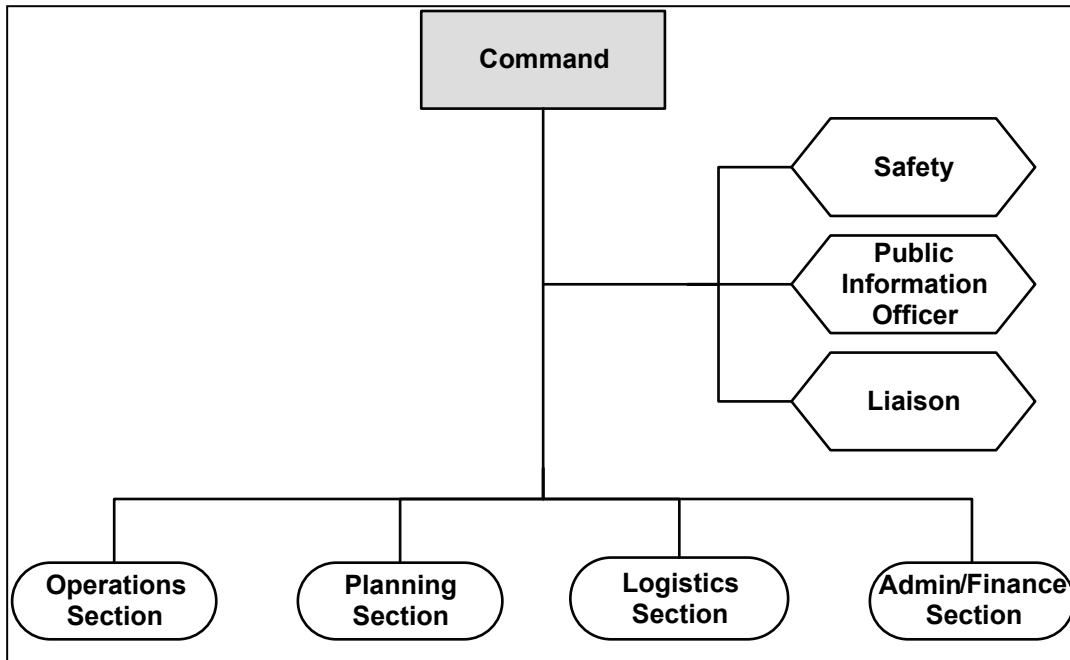 Command
Safety
Public
Information
Officer
Liaison
Operations
Section
Planning
Section
Logistics
Section
Admin/Finance
Section